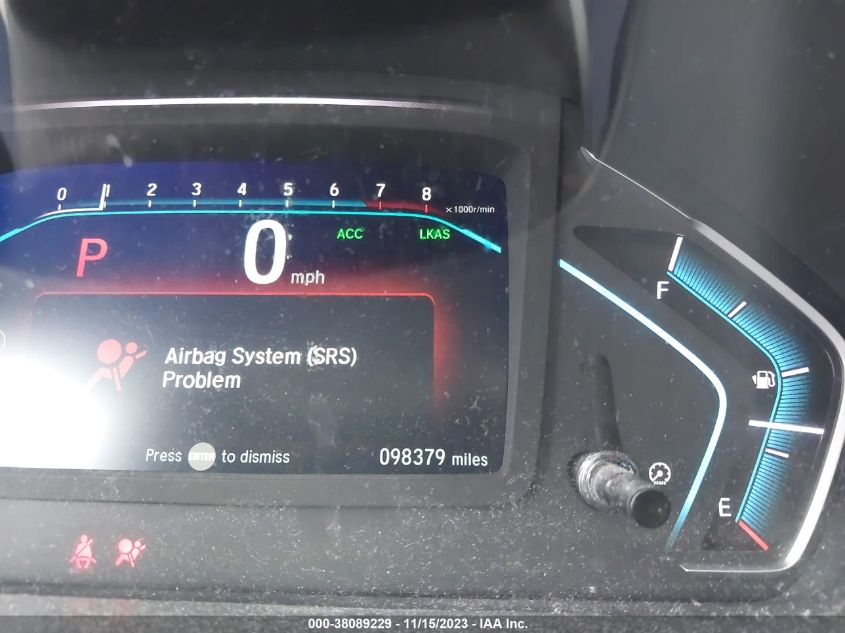 0 1 2 3 4 5 6 7 8
×1000r/min
ACC LKAS
P 0 mph
F
Airbag System (SRS)
Problem
Press ENTER to dismiss
098379 miles
E
000-38089229 - 11/15/2023 - IAA Inc.